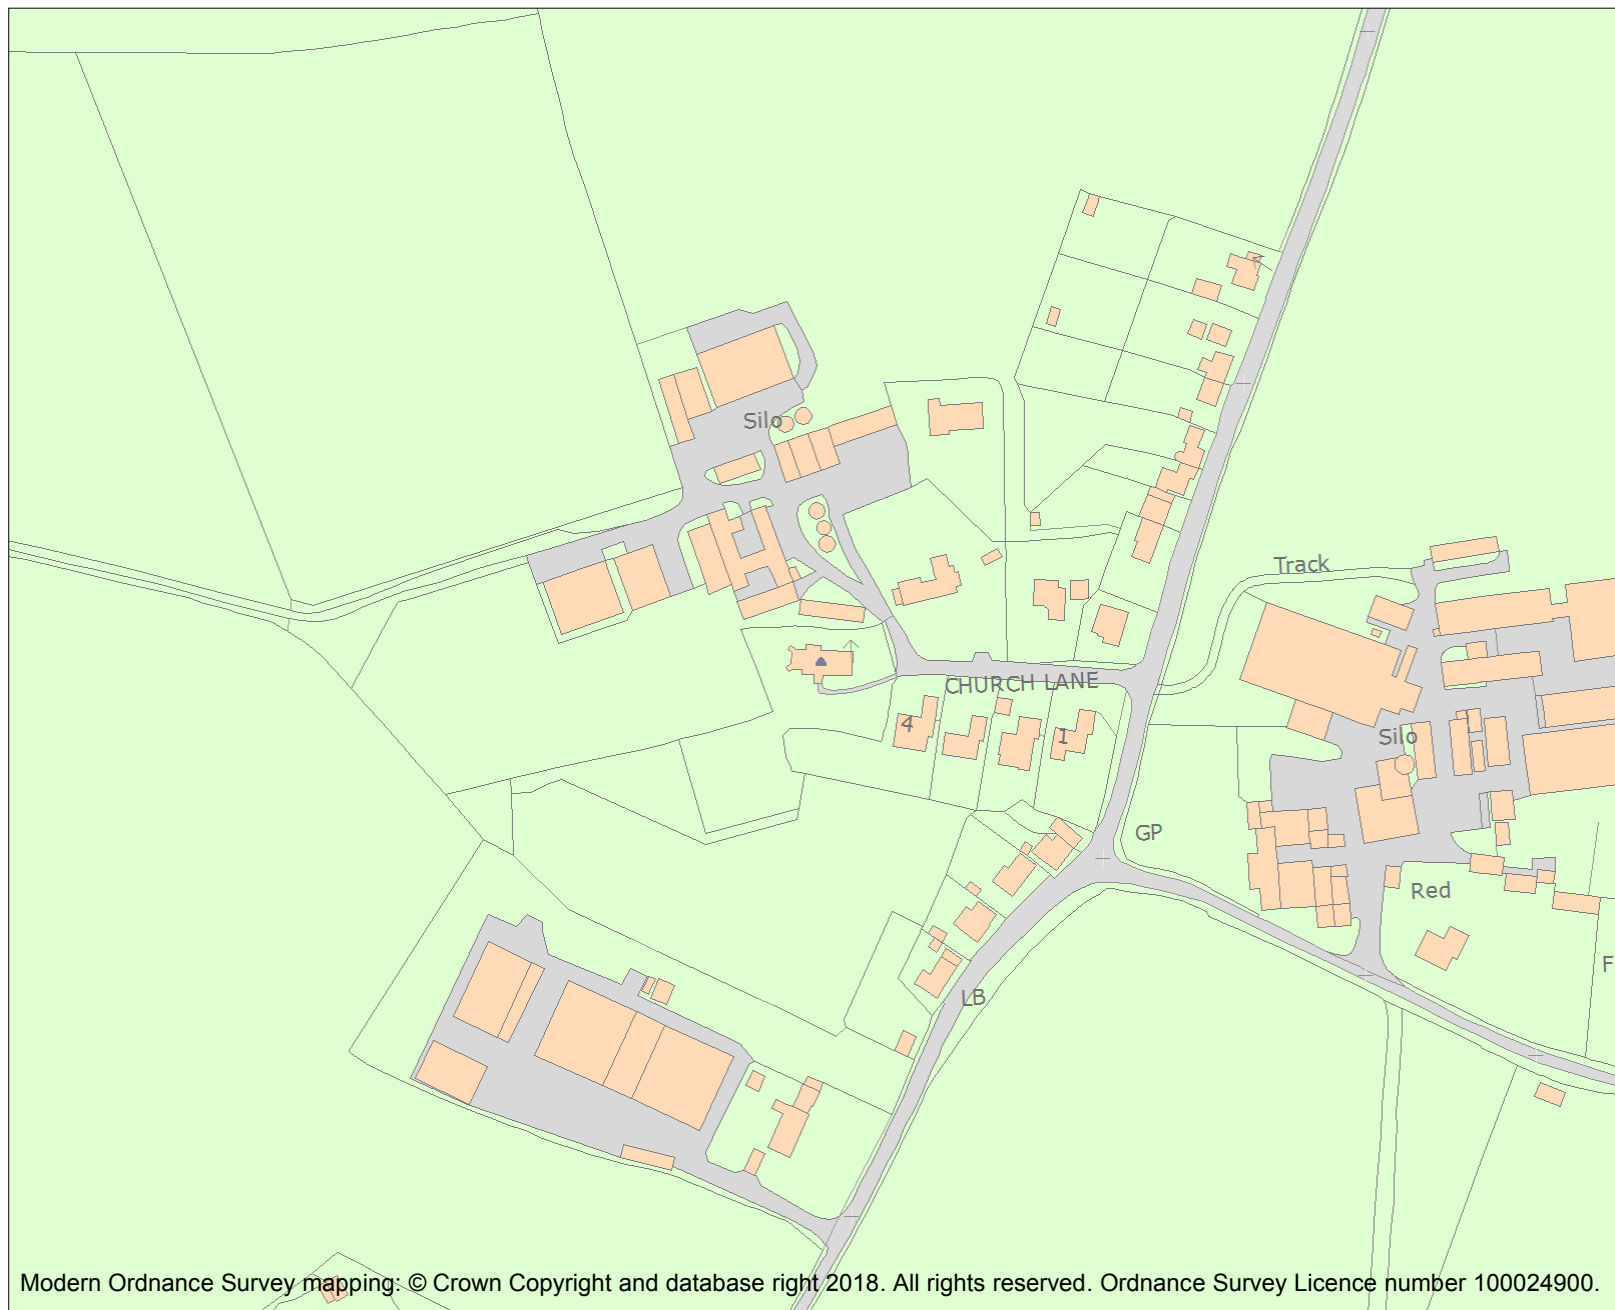 Silo
Track
CHURCH LANE
4
1
Silo
GP
Red
F
LB
Modern Ordnance Survey mapping: © Crown Copyright and database right 2018. All rights reserved. Ordnance Survey Licence number 100024900.